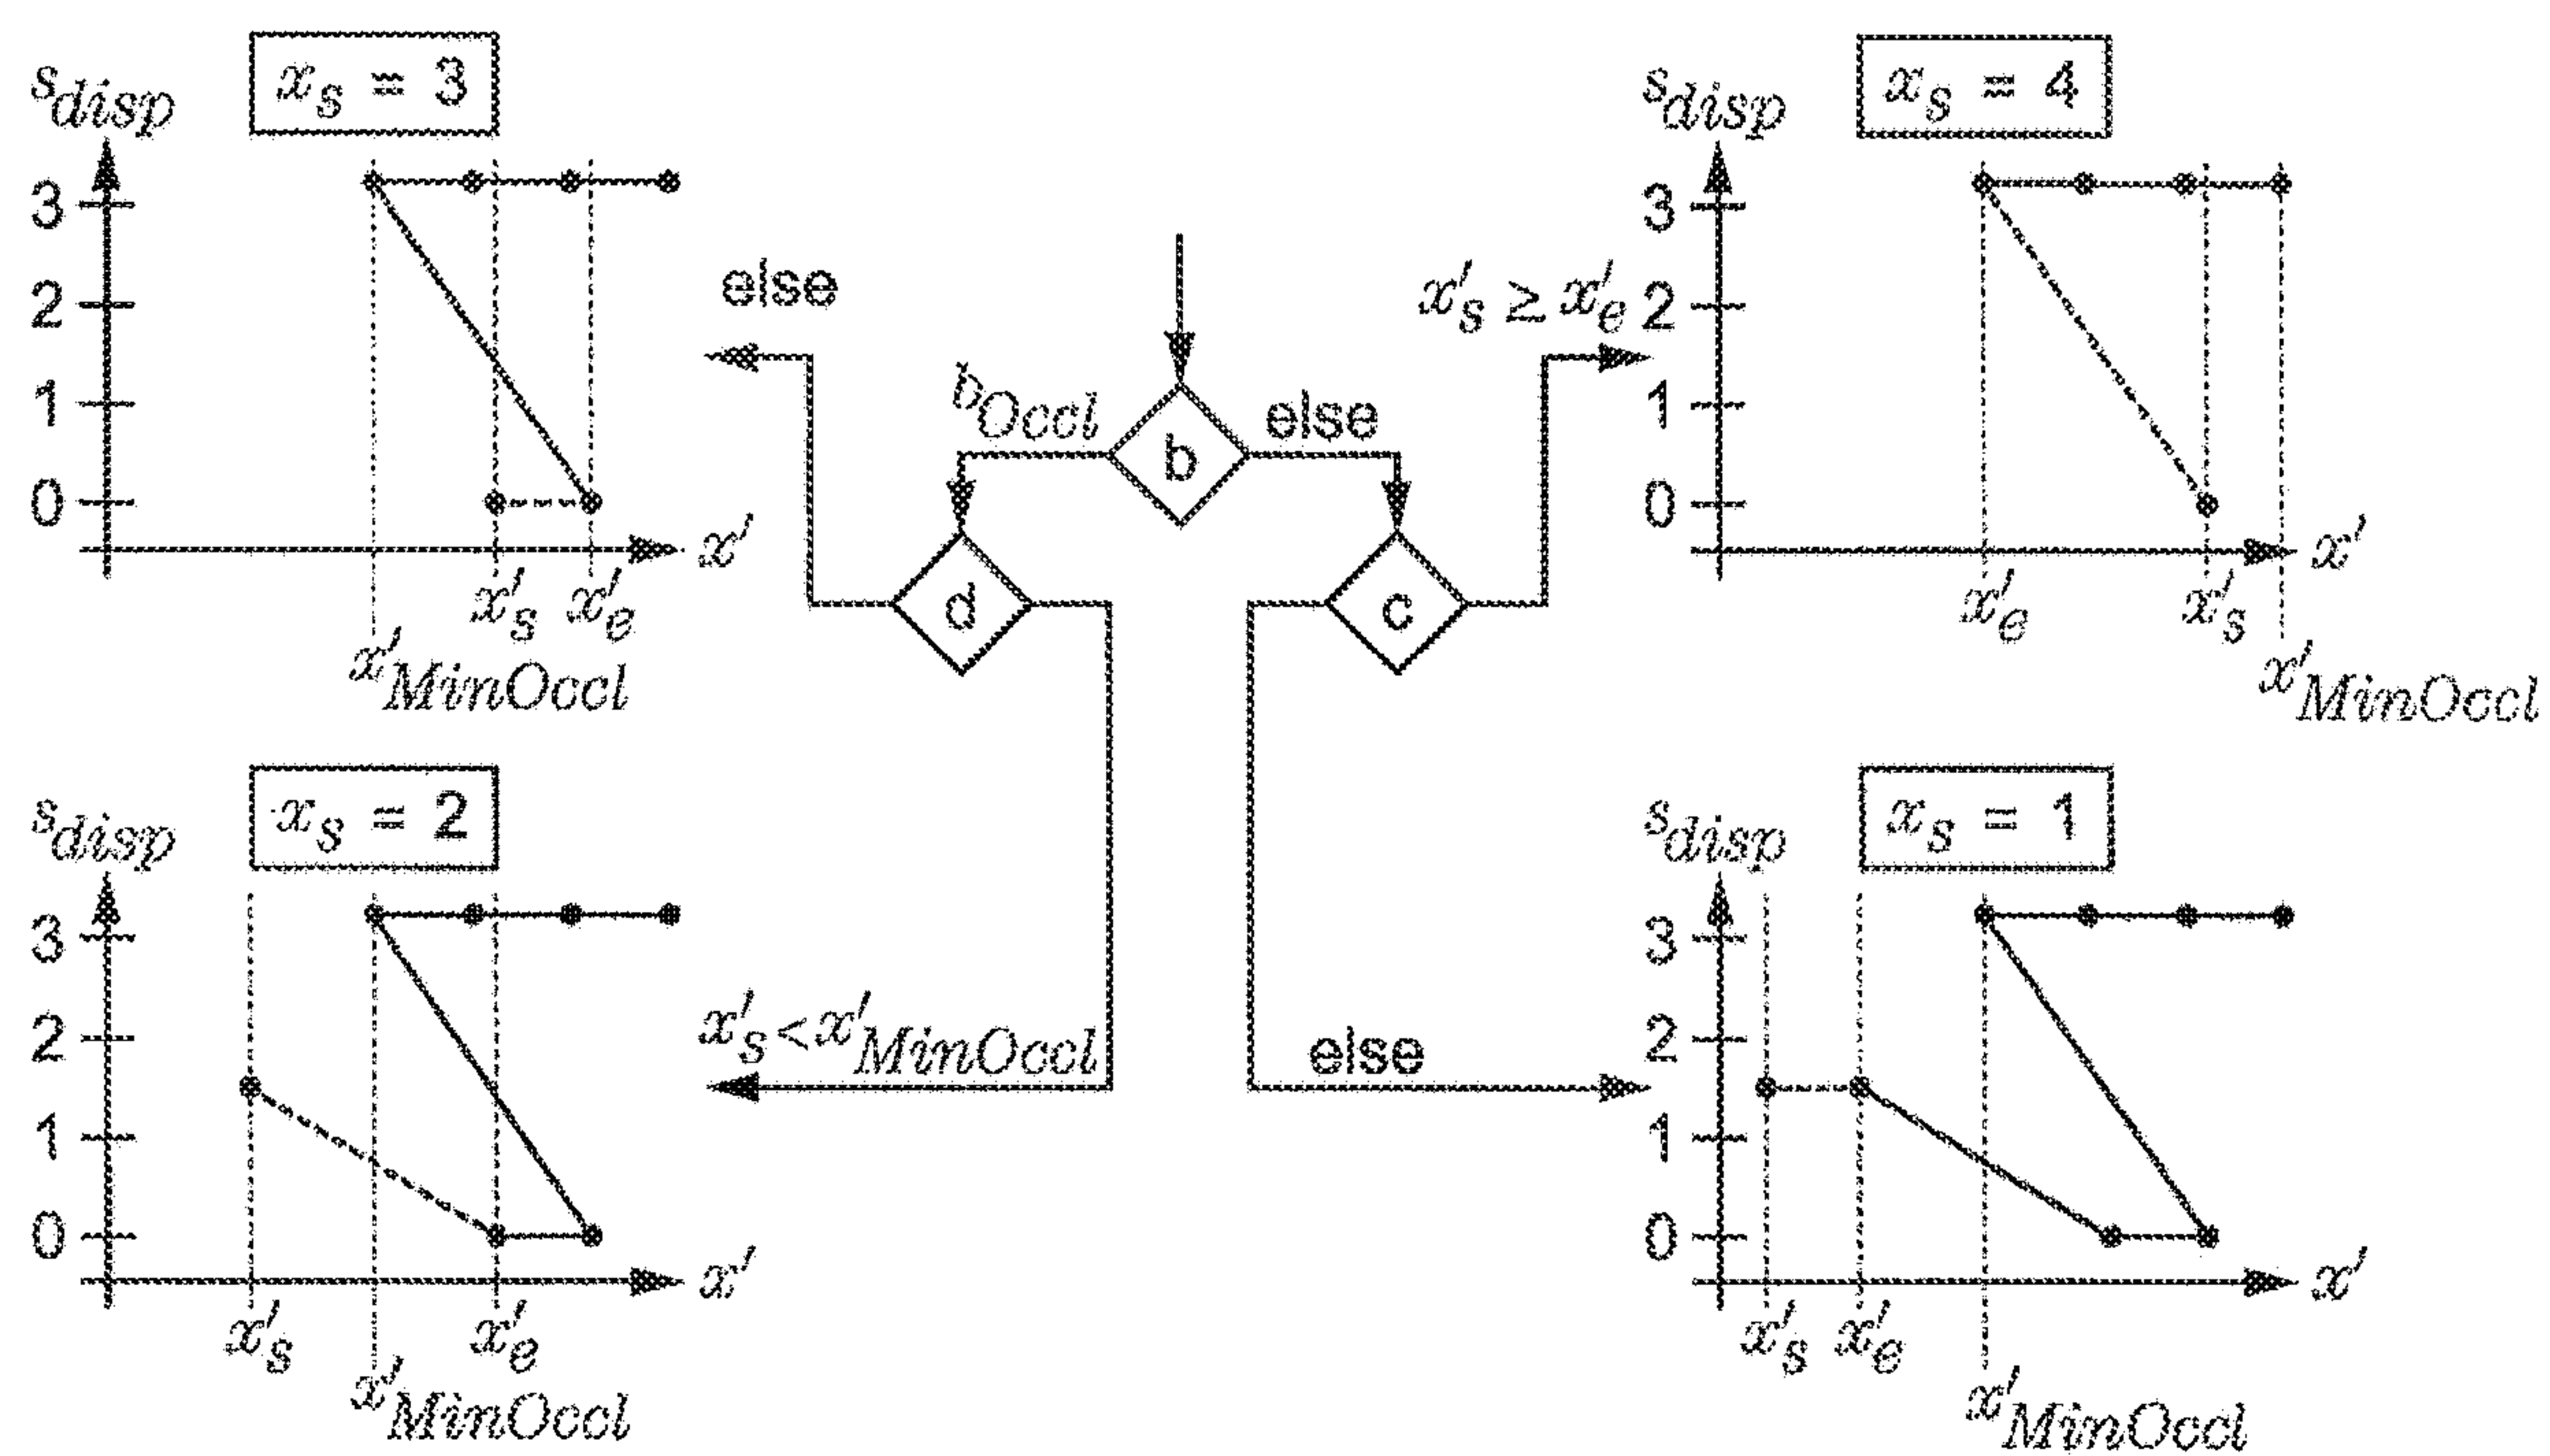 x_s = 3
s_disp
3
2
1
0
x'
x'_s x'_e
x'_MinOccl
else
b_Occl
b
else
d
c
x'_s ≥ x'_e
x_s = 4
s_disp
3
2
1
0
x'
x'_e x'_s
x'_MinOccl
x_s = 2
s_disp
3
2
1
0
x'
x'_s x'_e
x'_MinOccl
x'_s < x'_MinOccl
else
x_s = 1
s_disp
3
2
1
0
x'
x'_s x'_e
x'_MinOccl